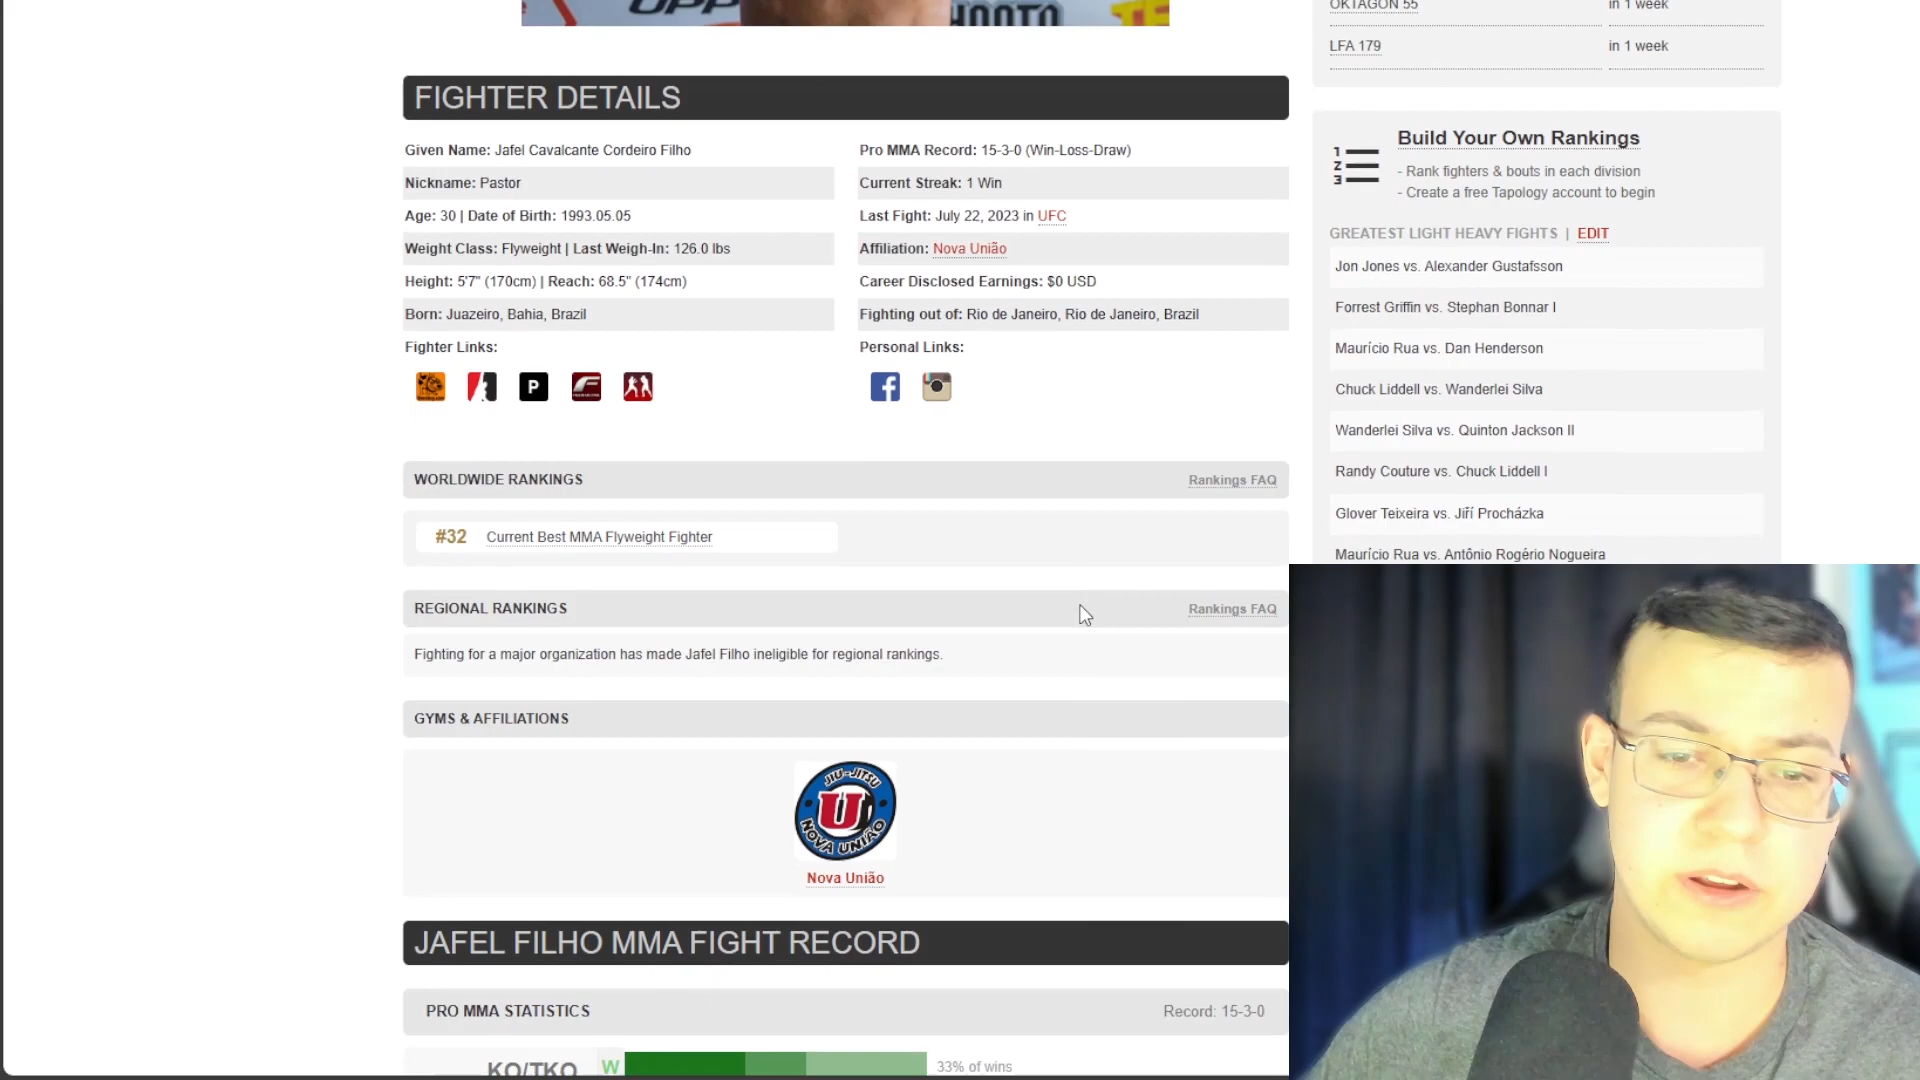 HOOTO
FIGHTER DETAILS
Given Name: Jafel Cavalcante Cordeiro Filho
Nickname: Pastor
Age: 30 | Date of Birth: 1993.05.05
Weight Class: Flyweight | Last Weigh-In: 126.0 lbs
Height: 5'7" (170cm) | Reach: 68.5" (174cm)
Born: Juazeiro, Bahia, Brazil
Fighter Links:
P
Pro MMA Record: 15-3-0 (Win-Loss-Draw)
Current Streak: 1 Win
Last Fight: July 22, 2023 in UFC
Affiliation: Nova União
Career Disclosed Earnings: $0 USD
Fighting out of: Rio de Janeiro, Rio de Janeiro, Brazil
Personal Links:
WORLDWIDE RANKINGS Rankings FAQ
#32 Current Best MMA Flyweight Fighter
REGIONAL RANKINGS Rankings FAQ
Fighting for a major organization has made Jafel Filho ineligible for regional rankings.
GYMS & AFFILIATIONS
JIU-JITSU
U
NOVA UNIÃO
Nova União
JAFEL FILHO MMA FIGHT RECORD
PRO MMA STATISTICS Record: 15-3-0
KO/TKO W 33% of wins
OKTAGON 55 in 1 week
LFA 179 in 1 week
1
2
3
Build Your Own Rankings
- Rank fighters & bouts in each division
- Create a free Tapology account to begin
GREATEST LIGHT HEAVY FIGHTS | EDIT
Jon Jones vs. Alexander Gustafsson
Forrest Griffin vs. Stephan Bonnar I
Maurício Rua vs. Dan Henderson
Chuck Liddell vs. Wanderlei Silva
Wanderlei Silva vs. Quinton Jackson II
Randy Couture vs. Chuck Liddell I
Glover Teixeira vs. Jiří Procházka
Maurício Rua vs. Antônio Rogério Nogueira